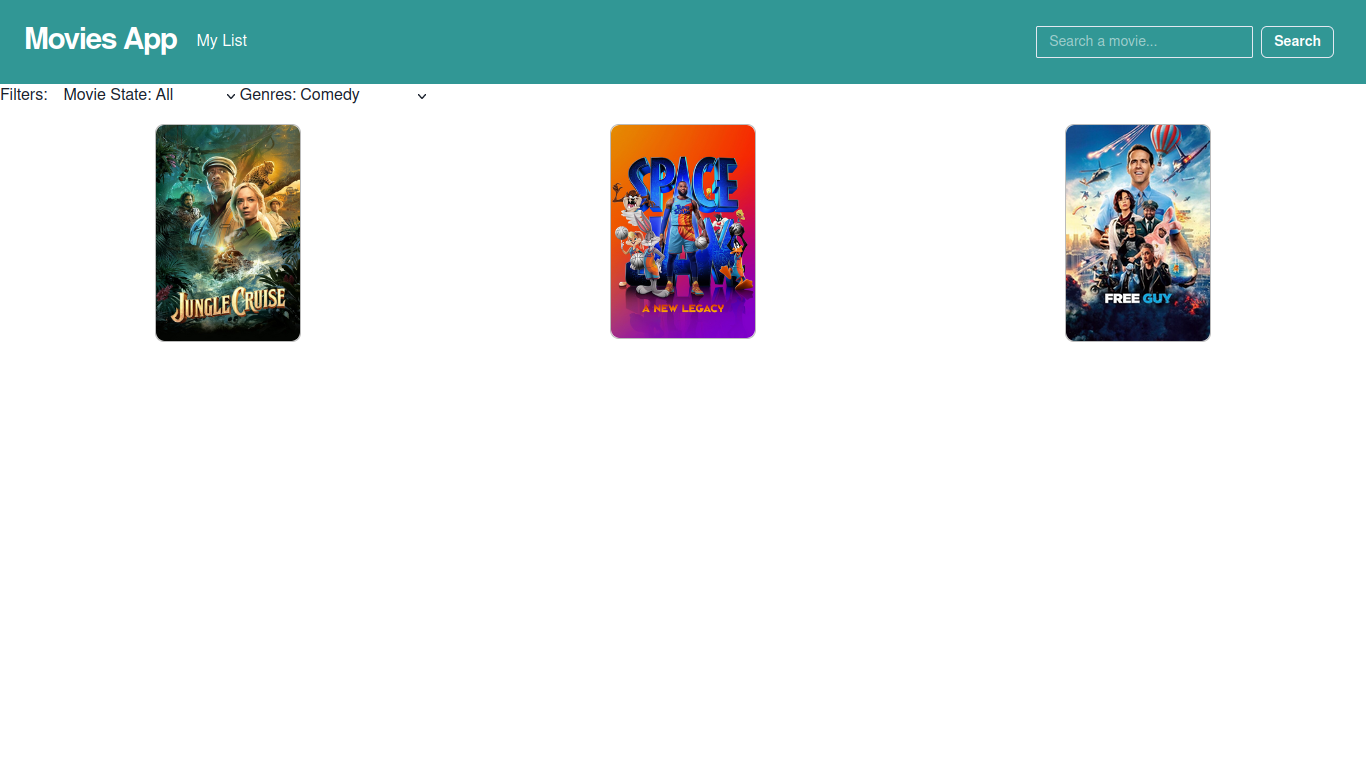 Movies App My List Search a movie... Search
Filters: Movie State: All Genres: Comedy
JUNGLE CRUISE
SPACE
A NEW LEGACY
FREE GUY